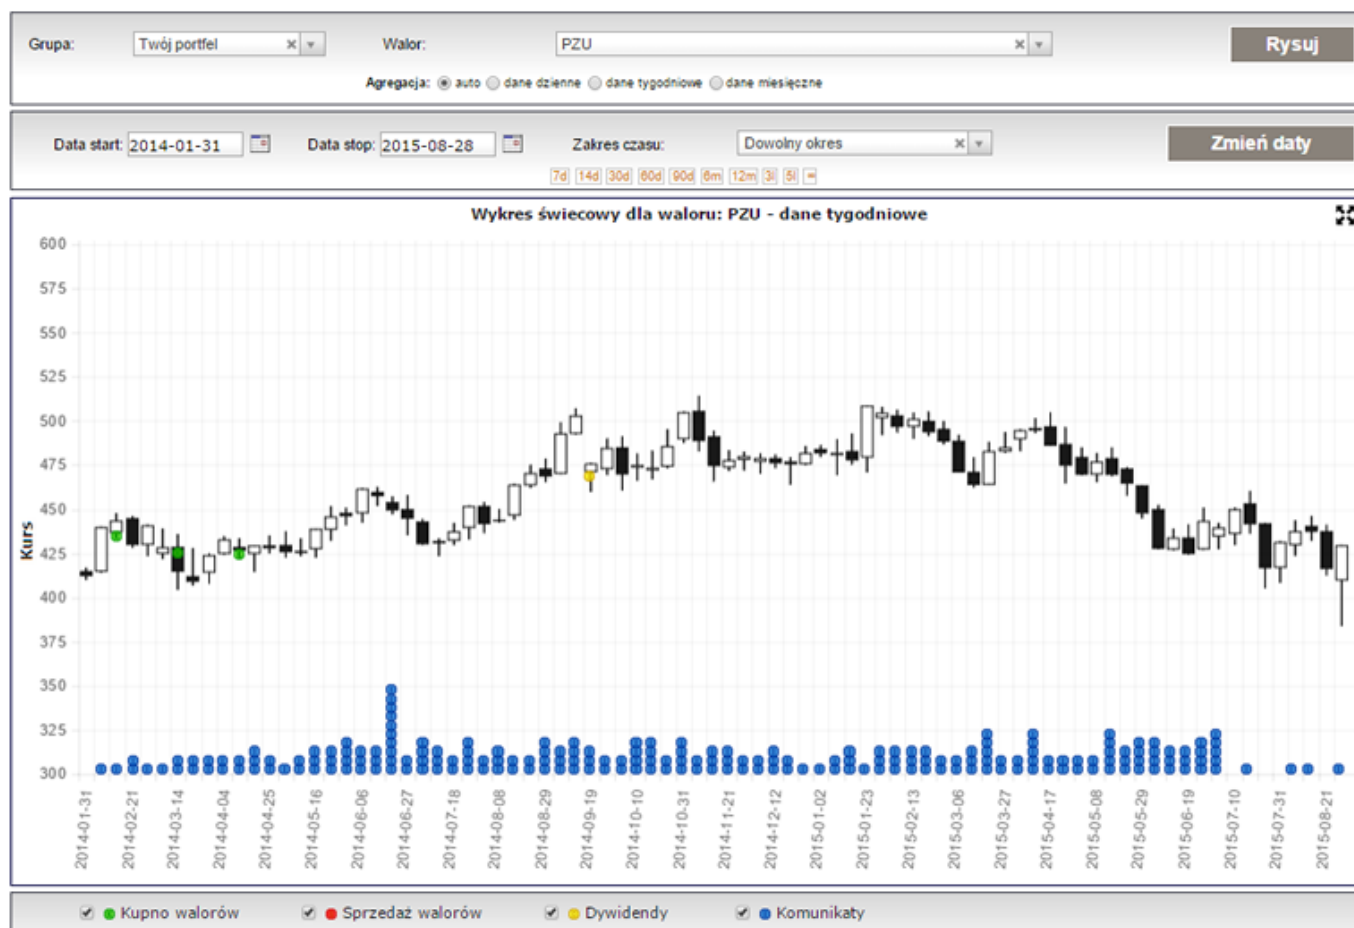 Grupa: Twój portfel Walor: PZU Rysuj
Agregacja: auto dane dzienne dane tygodniowe dane miesięczne
Data start: 2014-01-31 Data stop: 2015-08-28 Zakres czasu: Dowolny okres Zmień daty
7d 14d 30d 60d 90d 6m 12m 3l 5l ∞
Wykres świecowy dla waloru: PZU - dane tygodniowe
600
575
550
525
500
475
450
425
400
375
350
325
300
Kurs
2014-01-31 2014-02-21 2014-03-14 2014-04-04 2014-04-25 2014-05-16 2014-06-06 2014-06-27 2014-07-18 2014-08-08 2014-08-29 2014-09-19 2014-10-10 2014-10-31 2014-11-21 2014-12-12 2015-01-02 2015-01-23 2015-02-13 2015-03-06 2015-03-27 2015-04-17 2015-05-08 2015-05-29 2015-06-19 2015-07-10 2015-07-31 2015-08-21
Kupno walorów Sprzedaż walorów Dywidendy Komunikaty